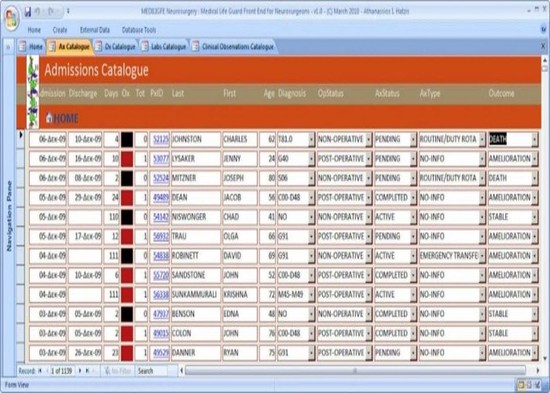 MEDILIGFE Neurosurgery : Medical Life Graph Front End for Neurosurgeons - v1.0 - (C) March 2010 - Athanassios I. Hatzis
Home Create External Data Database Tools
Home Ax Catalogue Dx Catalogue Labs Catalogue Clinical Observations Catalogue
Admissions Catalogue
dmission Discharge Days Ox Tot PxID Last First Age Diagnosis OpStatus AxStatus AxType Outcome
HOME
06-Δεκ-09 10-Δεκ-09 4 0 52125 JOHNSTON CHARLES 62 NON-OPERATIVE PENDING ROUTINE/DUTY ROTA DEATH
06-Δεκ-09 16-Δεκ-09 10 1 53077 LYSAKER JENNY 24 G40 POST-OPERATIVE PENDING NO-INFO AMELIORATION
06-Δεκ-09 08-Δεκ-09 2 0 52524 MITZNER JOSEPH 80 S06 NON-OPERATIVE PENDING ROUTINE/DUTY ROTA DEATH
05-Δεκ-09 29-Δεκ-09 24 1 49489 DEAN JACOB 56 C00-D48 POST-OPERATIVE COMPLETED NO-INFO AMELIORATION
05-Δεκ-09 110 0 54142 NISWONGER CHAD 41 NO NON-OPERATIVE ACTIVE NO-INFO STABLE
05-Δεκ-09 17-Δεκ-09 12 1 56932 TRAU OLGA 66 G91 POST-OPERATIVE PENDING NO-INFO AMELIORATION
04-Δεκ-09 111 0 54838 ROBINETT DAVID 69 G91 NON-OPERATIVE ACTIVE EMERGENCY TRANSFE AMELIORATION
04-Δεκ-09 10-Δεκ-09 6 1 55720 SANDSTONE JOHN 52 C00-D48 POST-OPERATIVE COMPLETED NO-INFO AMELIORATION
04-Δεκ-09 111 1 56338 SUNKAMMURALI KRISHNA 72 M45-M49 POST-OPERATIVE ACTIVE NO-INFO AMELIORATION
03-Δεκ-09 05-Δεκ-09 2 0 47937 BENSON EDNA 48 NO NON-OPERATIVE COMPLETED NO-INFO STABLE
03-Δεκ-09 05-Δεκ-09 2 1 49015 COLON JOHN 76 C00-D48 POST-OPERATIVE COMPLETED NO-INFO STABLE
03-Δεκ-09 26-Δεκ-09 23 1 49529 DANNER RYAN 75 G91 POST-OPERATIVE PENDING NO-INFO AMELIORATION
Navigation Pane
Record: 1 of 1139 No Filter Search
Form View